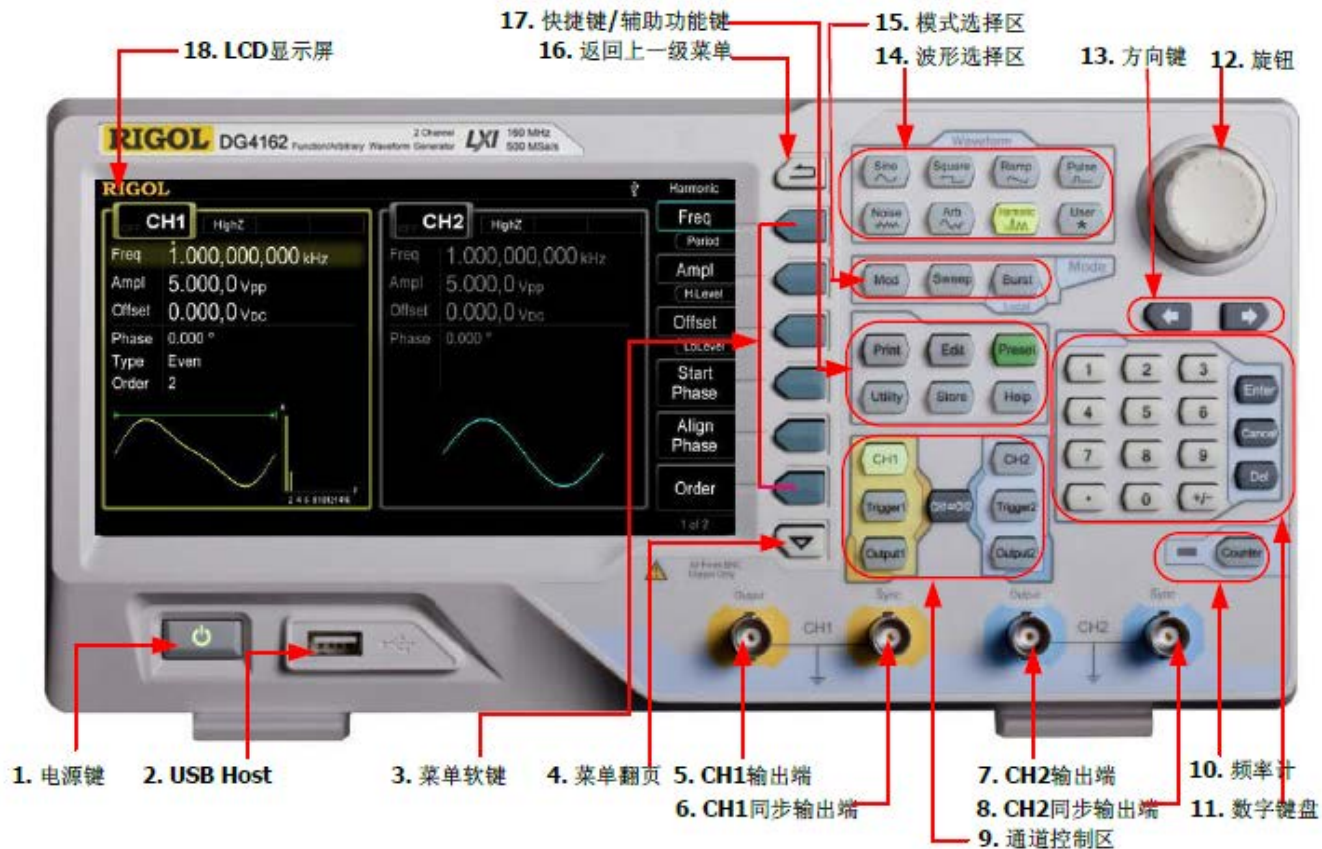 17. 快捷键/辅助功能键
15. 模式选择区
18. LCD显示屏
16. 返回上一级菜单
14. 波形选择区
13. 方向键
12. 旋钮
RIGOL DG4162 Function/Arbitrary Waveform Generator
2 Channel
LXI
160 MHz
500 MSa/s
Waveform
Sine
Square
Ramp
Pulse
Noise
Arb
Harmonic
User
Mod
Sweep
Burst
Mode
Print
Edit
Preset
Utility
Store
Help
1
2
3
Enter
4
5
6
Cancel
7
8
9
Del
.
0
+/-
CH1
CH2
Trigger1
Trigger2
Output1
Output2
Counter
RIGOL
Harmonic
CH1
HighZ
Freq 1.000,000,000 kHz
Ampl 5.000,0 Vpp
Offset 0.000,0 VDC
Phase 0.000 °
Type Even
Order 2
CH2
HighZ
Freq 1.000,000,000 kHz
Ampl 5.000,0 Vpp
Offset 0.000,0 VDC
Phase 0.000 °
Freq
Period
Ampl
HiLevel
Offset
LoLevel
Start
Phase
Align
Phase
Order
1 of 2
Output
CH1
Sync
Output
CH2
Sync
1. 电源键
2. USB Host
3. 菜单软键
4. 菜单翻页
5. CH1输出端
6. CH1同步输出端
7. CH2输出端
8. CH2同步输出端
9. 通道控制区
10. 频率计
11. 数字键盘